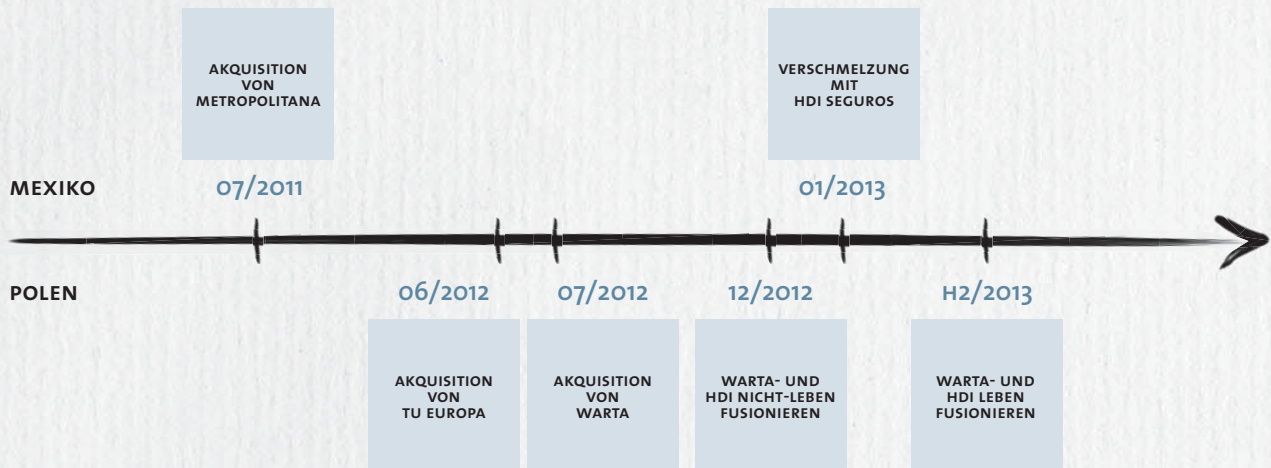 AKQUISITION
VON
METROPOLITANA
VERSCHMELZUNG
MIT
HDI SEGUROS
MEXIKO
07/2011
01/2013
POLEN
06/2012
07/2012
12/2012
H2/2013
AKQUISITION
VON
TU EUROPA
AKQUISITION
VON
WARTA
WARTA- UND
HDI NICHT-LEBEN
FUSIONIEREN
WARTA- UND
HDI LEBEN
FUSIONIEREN